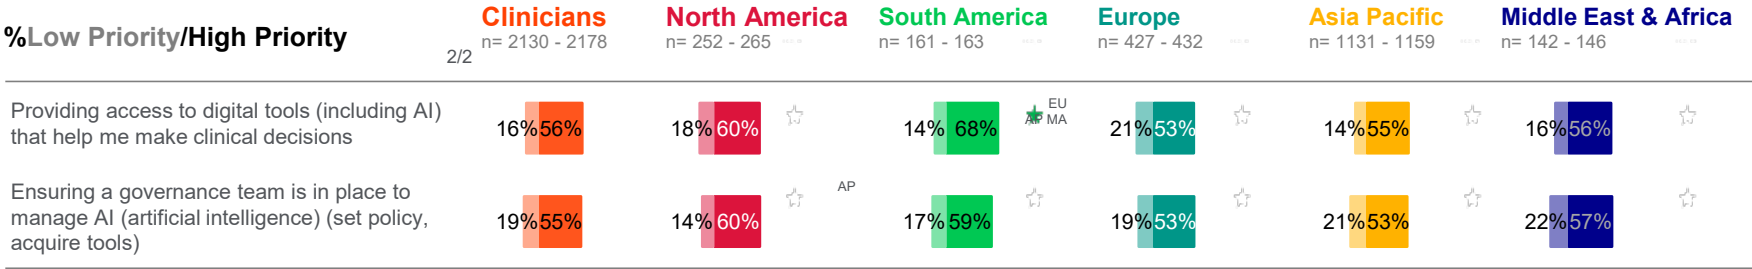 %Low Priority/High Priority
2/2
Clinicians
n= 2130 - 2178
North America
n= 252 - 265
South America
n= 161 - 163
Europe
n= 427 - 432
Asia Pacific
n= 1131 - 1159
Middle East & Africa
n= 142 - 146
Providing access to digital tools (including AI)
that help me make clinical decisions
16% 56%
18% 60%
14% 68%
EU
AP MA
21% 53%
14% 55%
16% 56%
Ensuring a governance team is in place to
manage AI (artificial intelligence) (set policy,
acquire tools)
19% 55%
14% 60%
AP
17% 59%
19% 53%
21% 53%
22% 57%